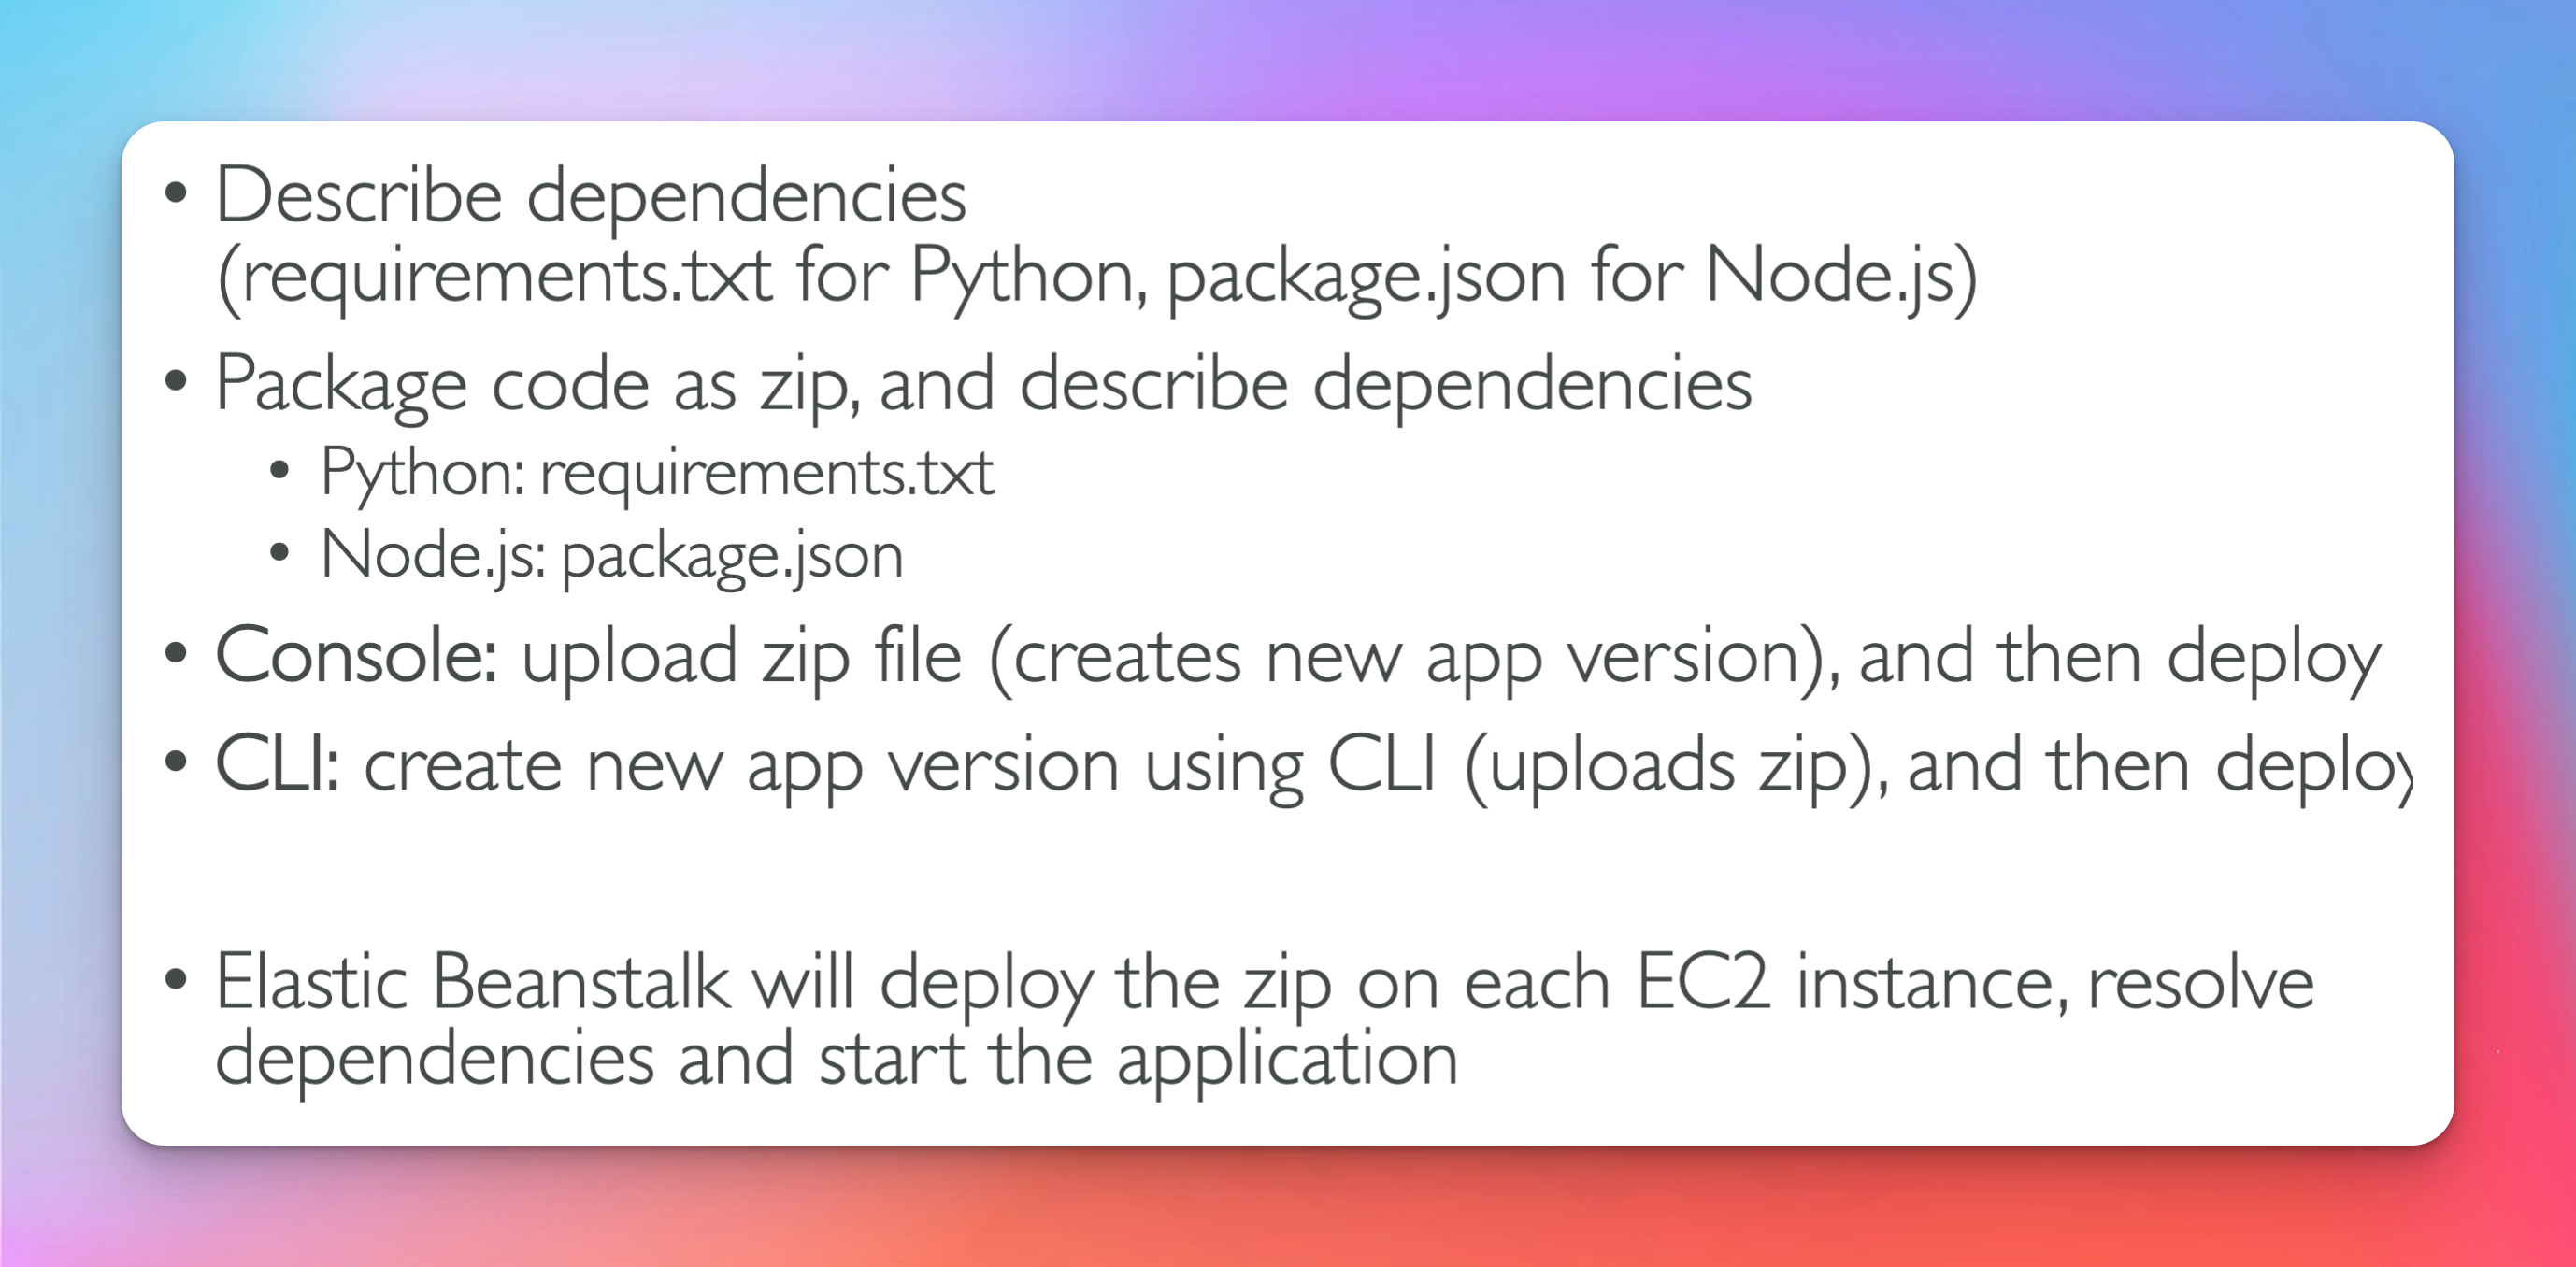 • Describe dependencies
(requirements.txt for Python, package.json for Node.js)
• Package code as zip, and describe dependencies
• Python: requirements.txt
• Node.js: package.json
• Console: upload zip file (creates new app version), and then deploy
• CLI: create new app version using CLI (uploads zip), and then deploy
• Elastic Beanstalk will deploy the zip on each EC2 instance, resolve
dependencies and start the application